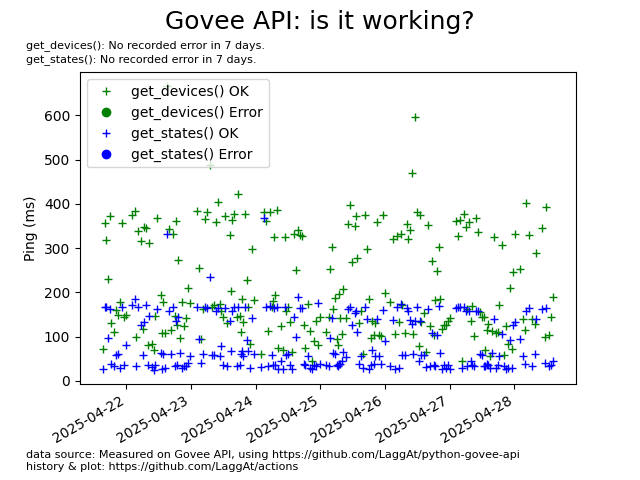 Govee API: is it working?
get_devices(): No recorded error in 7 days.
get_states(): No recorded error in 7 days.
get_devices() OK
get_devices() Error
get_states() OK
get_states() Error
Ping (ms)
600
500
400
300
200
100
0
2025-04-22
2025-04-23
2025-04-24
2025-04-25
2025-04-26
2025-04-27
2025-04-28
data source: Measured on Govee API, using https://github.com/LaggAt/python-govee-api
history & plot: https://github.com/LaggAt/actions